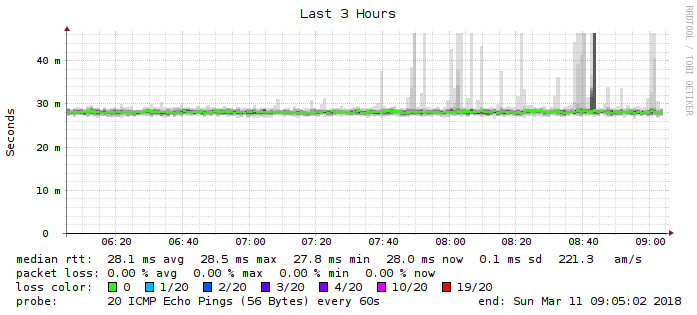 Last 3 Hours
RRDTOOL / TOBI OETIKER
Seconds
40 m
30 m
20 m
10 m
0
06:20 06:40 07:00 07:20 07:40 08:00 08:20 08:40 09:00
median rtt: 28.1 ms avg 28.5 ms max 27.8 ms min 28.0 ms now 0.1 ms sd 221.3 am/s
packet loss: 0.00 % avg 0.00 % max 0.00 % min 0.00 % now
loss color: 0 1/20 2/20 3/20 4/20 10/20 19/20
probe: 20 ICMP Echo Pings (56 Bytes) every 60s end: Sun Mar 11 09:05:02 2018